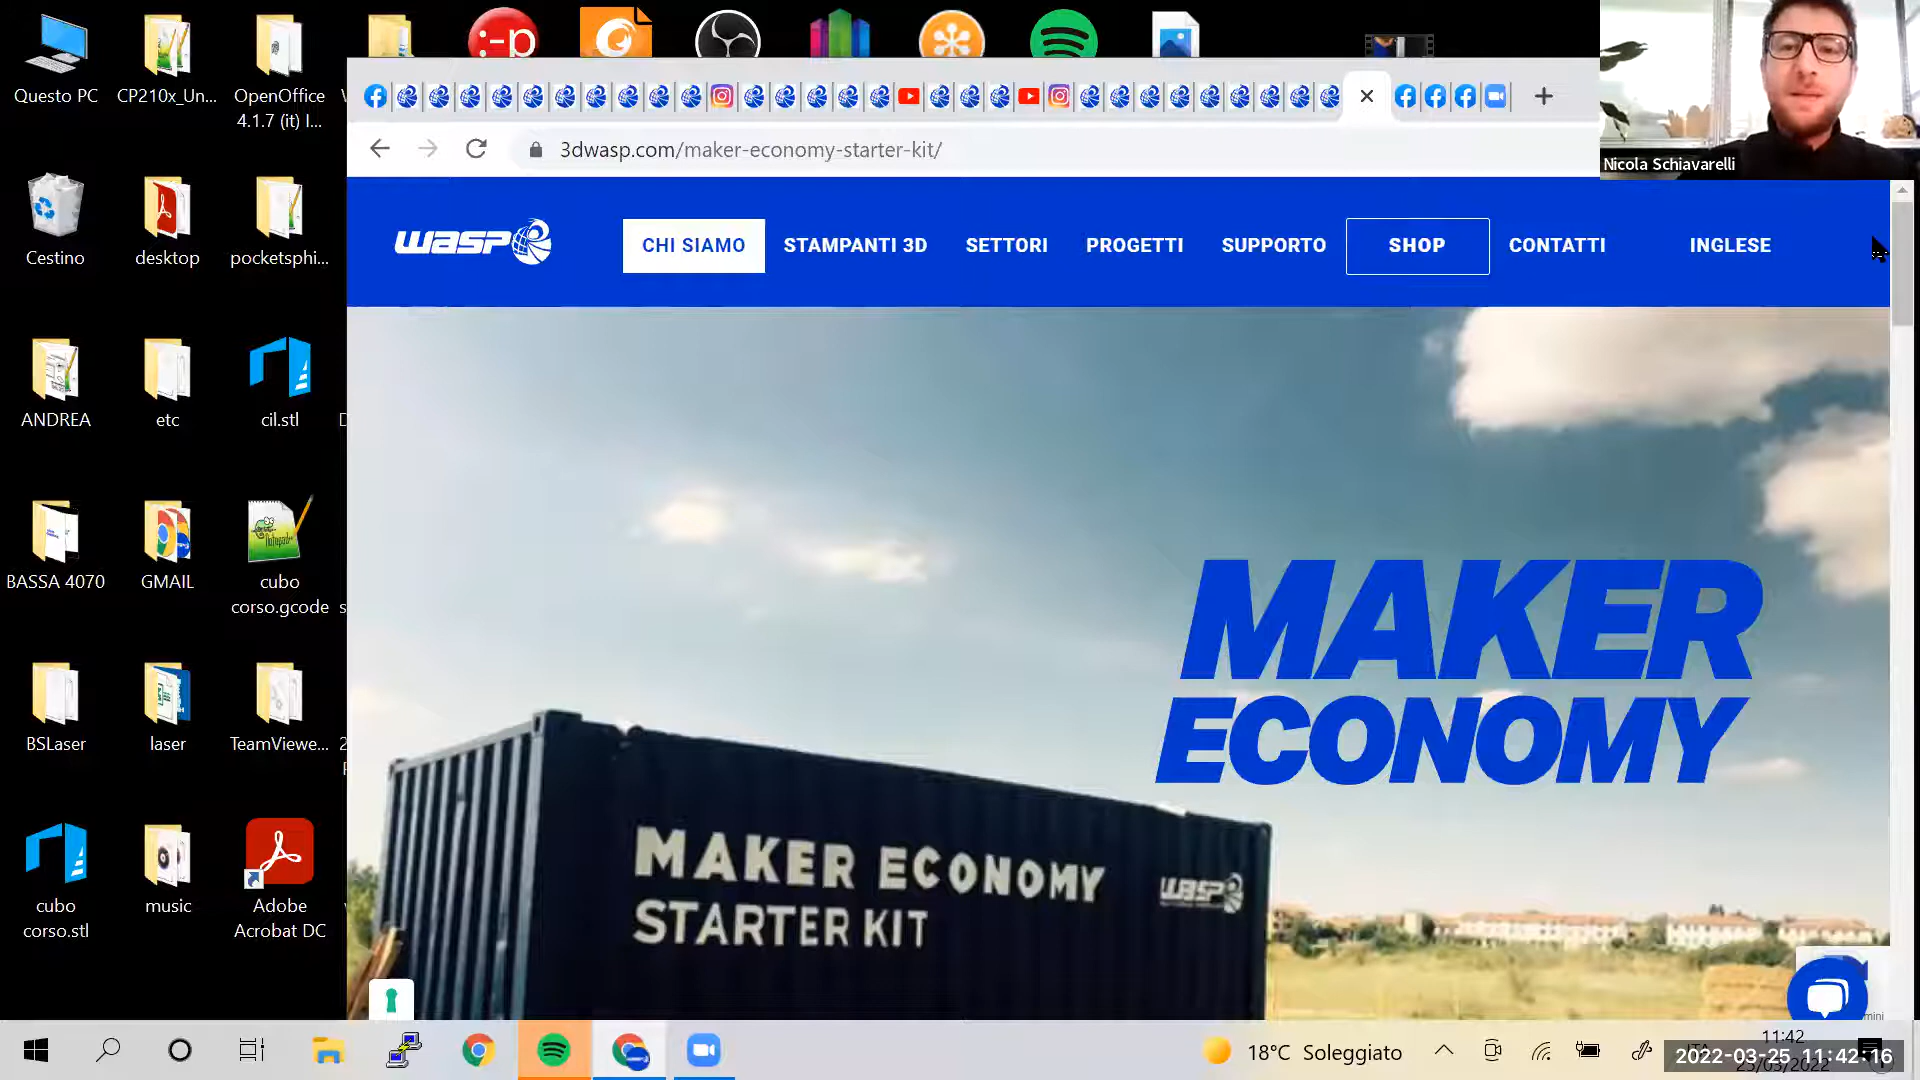 :-p
Questo PC
CP210x_Un...
OpenOffice
4.1.7 (it) I...
3dwasp.com/maker-economy-starter-kit/
Nicola Schiavarelli
WASP
CHI SIAMO
STAMPANTI 3D
SETTORI
PROGETTI
SUPPORTO
SHOP
CONTATTI
INGLESE
Cestino
desktop
pocketsphi...
ANDREA
etc
cil.stl
MAKER
ECONOMY
BASSA 4070
GMAIL
cubo
corso.gcode
BSLaser
laser
TeamViewe...
MAKER ECONOMY
STARTER KIT
WASP
cubo
corso.stl
music
Adobe
Acrobat DC
18°C Soleggiato
11:42
2022-03-25 11:42:16